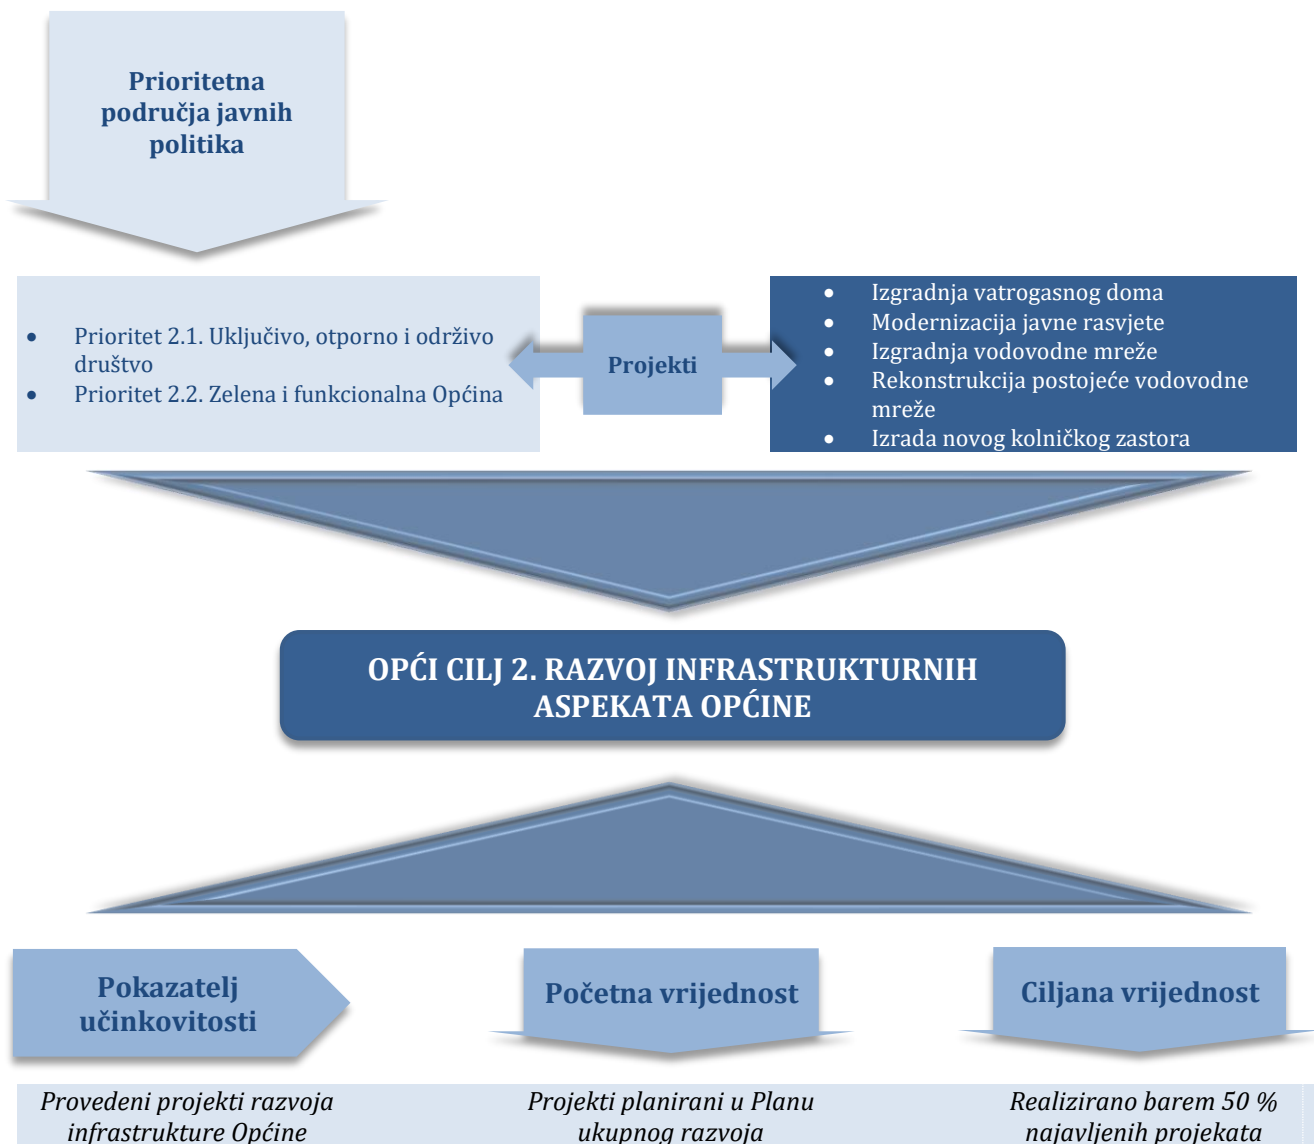 Prioritetna
područja javnih
politika
• Prioritet 2.1. Uključivo, otporno i održivo
društvo
• Prioritet 2.2. Zelena i funkcionalna Općina
Projekti
• Izgradnja vatrogasnog doma
• Modernizacija javne rasvjete
• Izgradnja vodovodne mreže
• Rekonstrukcija postojeće vodovodne
mreže
• Izrada novog kolničkog zastora
OPĆI CILJ 2. RAZVOJ INFRASTRUKTURNIH
ASPEKATA OPĆINE
Pokazatelj
učinkovitosti
Početna vrijednost
Ciljana vrijednost
Provedeni projekti razvoja
infrastrukture Općine
Projekti planirani u Planu
ukupnog razvoja
Realizirano barem 50 %
najavljenih projekata